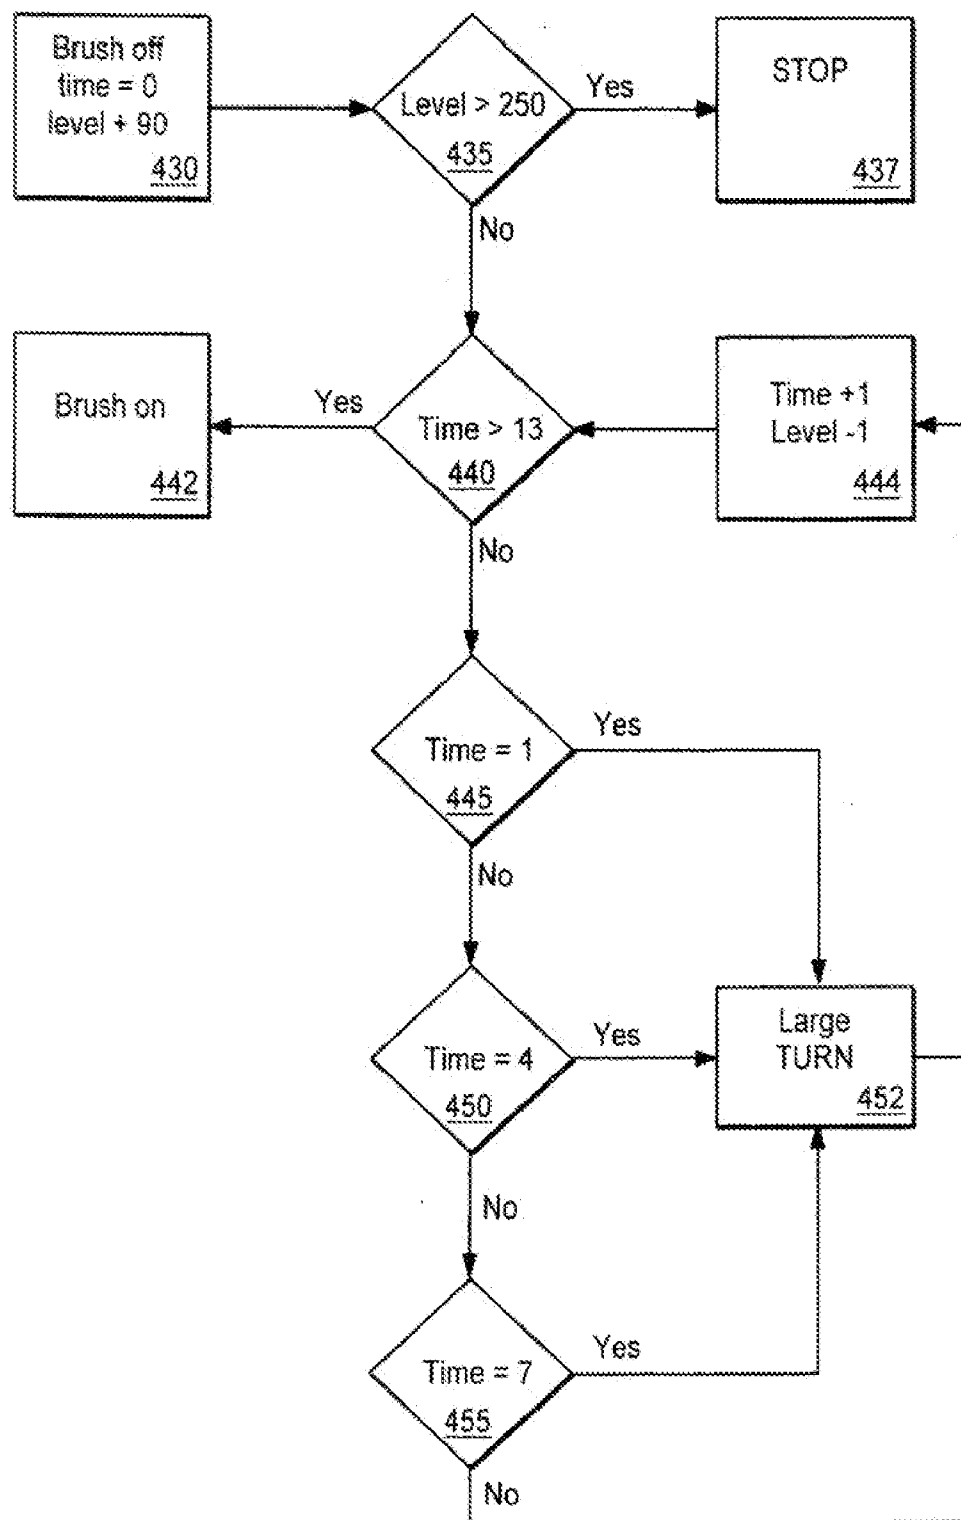 Brush off
time = 0
level + 90
430
Level > 250
435
Yes
STOP
437
No
Brush on
442
Yes
Time > 13
440
Time +1
Level -1
444
No
Time = 1
445
Yes
No
Time = 4
450
Yes
Large
TURN
452
No
Time = 7
455
Yes
No